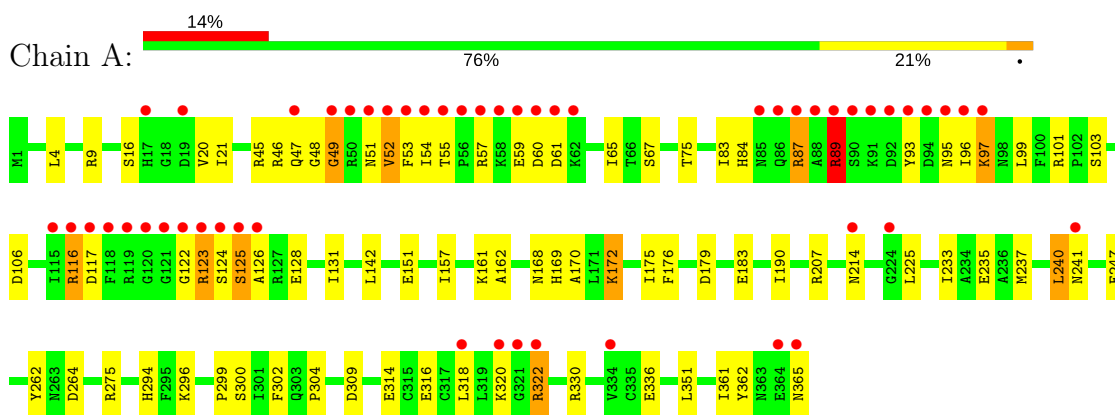 14%
Chain A:
76% 21% •
M1 L4 R9 S16 H17 G18 D19 V20 I21 R45 R46 Q47 G48 G49 R50 N51 V52 F53 I54 T55 P56 R57 K58 E59 D60 D61 K62 I65 T66 S67 T75 I83 H84 N85 Q86 R87 A88 R89 S90 K91 D92 Y93 D94 N95 I96 K97 N98 L99 F100 R101 P102 S103
D106 I115 R116 D117 F118 R119 G120 G121 G122 R123 S124 S125 A126 R127 E128 I131 L142 E151 I157 K161 A162 N168 H169 A170 L171 K172 I175 F176 D179 E183 I190 R207 N214 G224 L225 I233 A234 E235 A236 M237 L240 N241
Y262 N263 D264 R275 H294 F295 K296 P299 S300 I301 F302 Q303 P304 D309 E314 C315 E316 C317 L318 L319 K320 G321 R322 R330 V334 C335 E336 L351 I361 Y362 N363 E364 N365